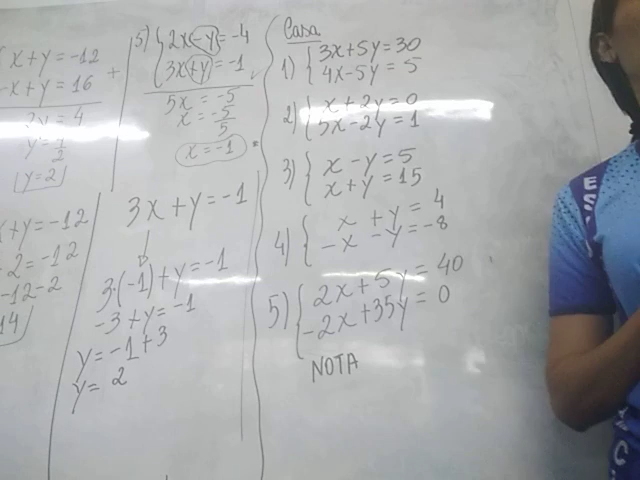 x+y=-12
-x+y=16 +
2y=4
y=4
2
y=2
x+y=-12
2=-12
-12-2
14
5) 2x-y=-4
3x+y=-1
5x=-5
x=-5
5
x=-1
3x+y=-1
3·(-1)+y=-1
-3+y=-1
y=-1+3
y=2
Casa
1) 3x+5y=30
4x-5y=5
2) x+2y=0
5x-2y=1
3) x-y=5
x+y=15
4) x+y=4
-x-y=-8
5) 2x+5y=40
-2x+35y=0
NOTA